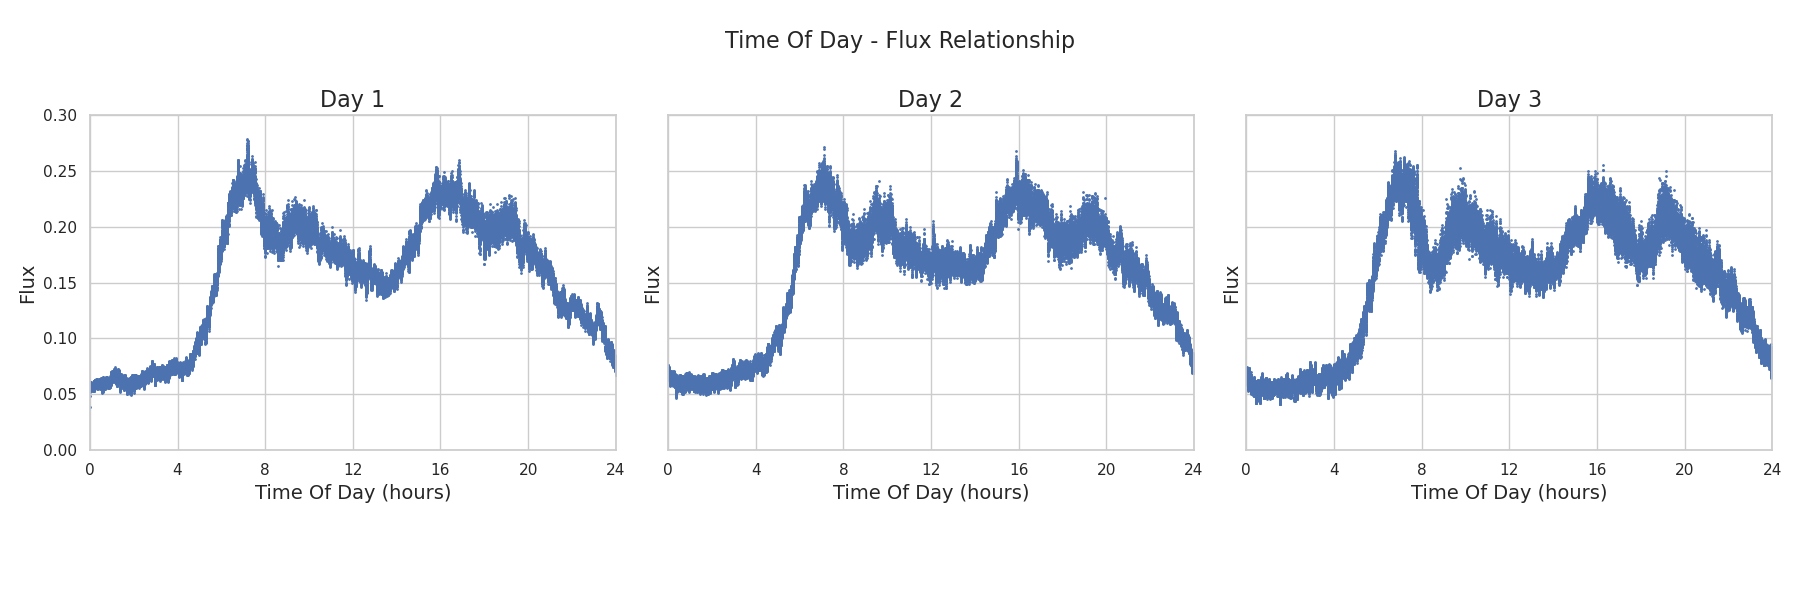 Time Of Day - Flux Relationship
Day 1
Day 2
Day 3
0.30
0.25
0.20
0.15
0.10
0.05
0.00
Flux
Flux
Flux
0 4 8 12 16 20 24
0 4 8 12 16 20 24
0 4 8 12 16 20 24
Time Of Day (hours)
Time Of Day (hours)
Time Of Day (hours)